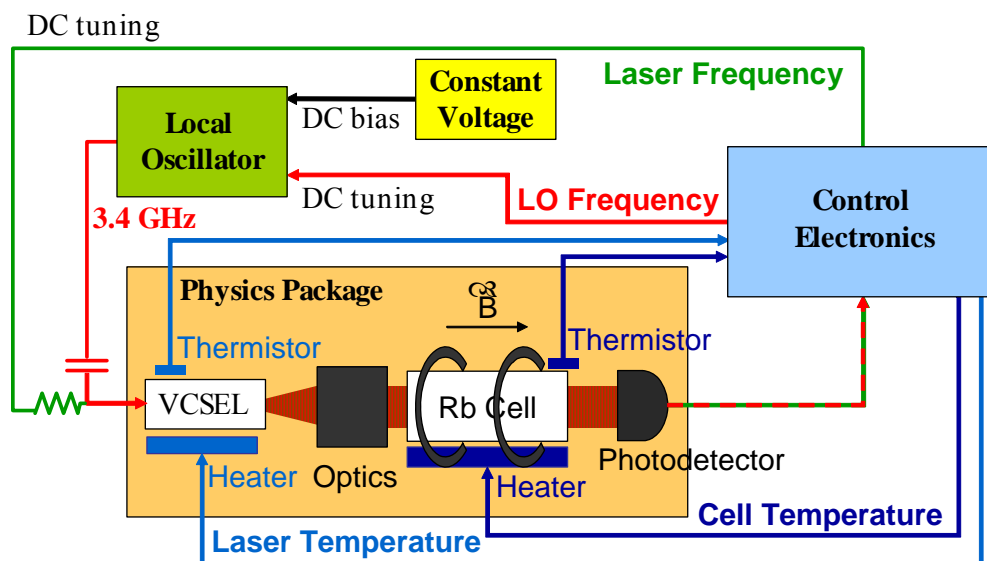 DC tuning
Laser Frequency
Constant
Voltage
Local
Oscillator
DC bias
DC tuning
LO Frequency
Control
Electronics
3.4 GHz
Physics Package
B
Thermistor
Thermistor
VCSEL
Rb Cell
Heater
Optics
Heater
Photodetector
Cell Temperature
Laser Temperature